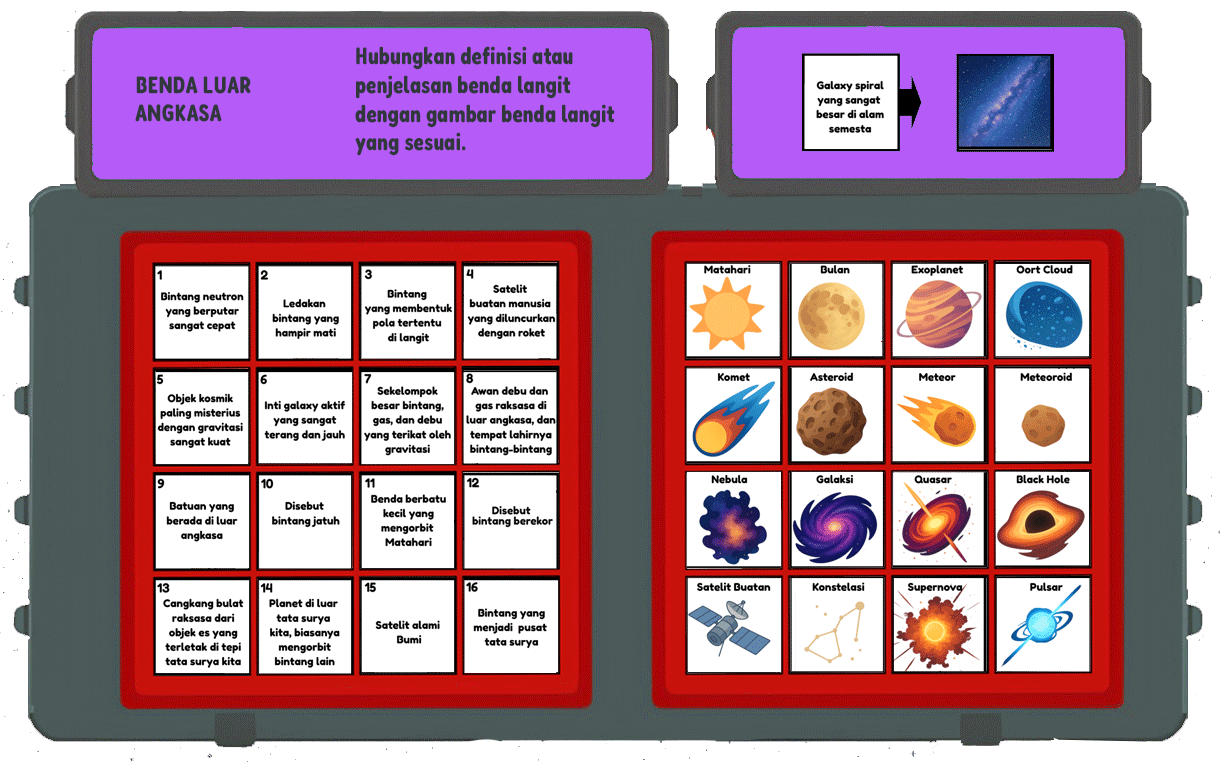 BENDA LUAR
ANGKASA
Hubungkan definisi atau
penjelasan benda langit
dengan gambar benda langit
yang sesuai.
Galaxy spiral
yang sangat
besar di alam
semesta
1
Bintang neutron
yang berputar
sangat cepat
2
Ledakan
bintang yang
hampir mati
3
Bintang
yang membentuk
pola tertentu
di langit
4
Satelit
buatan manusia
yang diluncurkan
dengan roket
5
Objek kosmik
paling misterius
dengan gravitasi
sangat kuat
6
Inti galaxy aktif
yang sangat
terang dan jauh
7
Sekelompok
besar bintang,
gas, dan debu
yang terikat oleh
gravitasi
8
Awan debu dan
gas raksasa di
luar angkasa, dan
tempat lahirnya
bintang-bintang
9
Batuan yang
berada di luar
angkasa
10
Disebut
bintang jatuh
11
Benda berbatu
kecil yang
mengorbit
Matahari
12
Disebut
bintang berekor
13
Cangkang bulat
raksasa dari
objek es yang
terletak di tepi
tata surya kita
14
Planet di luar
tata surya
kita, biasanya
mengorbit
bintang lain
15
Satelit alami
Bumi
16
Bintang yang
menjadi pusat
tata surya
Matahari
Bulan
Exoplanet
Oort Cloud
Komet
Asteroid
Meteor
Meteoroid
Nebula
Galaksi
Quasar
Black Hole
Satelit Buatan
Konstelasi
Supernova
Pulsar